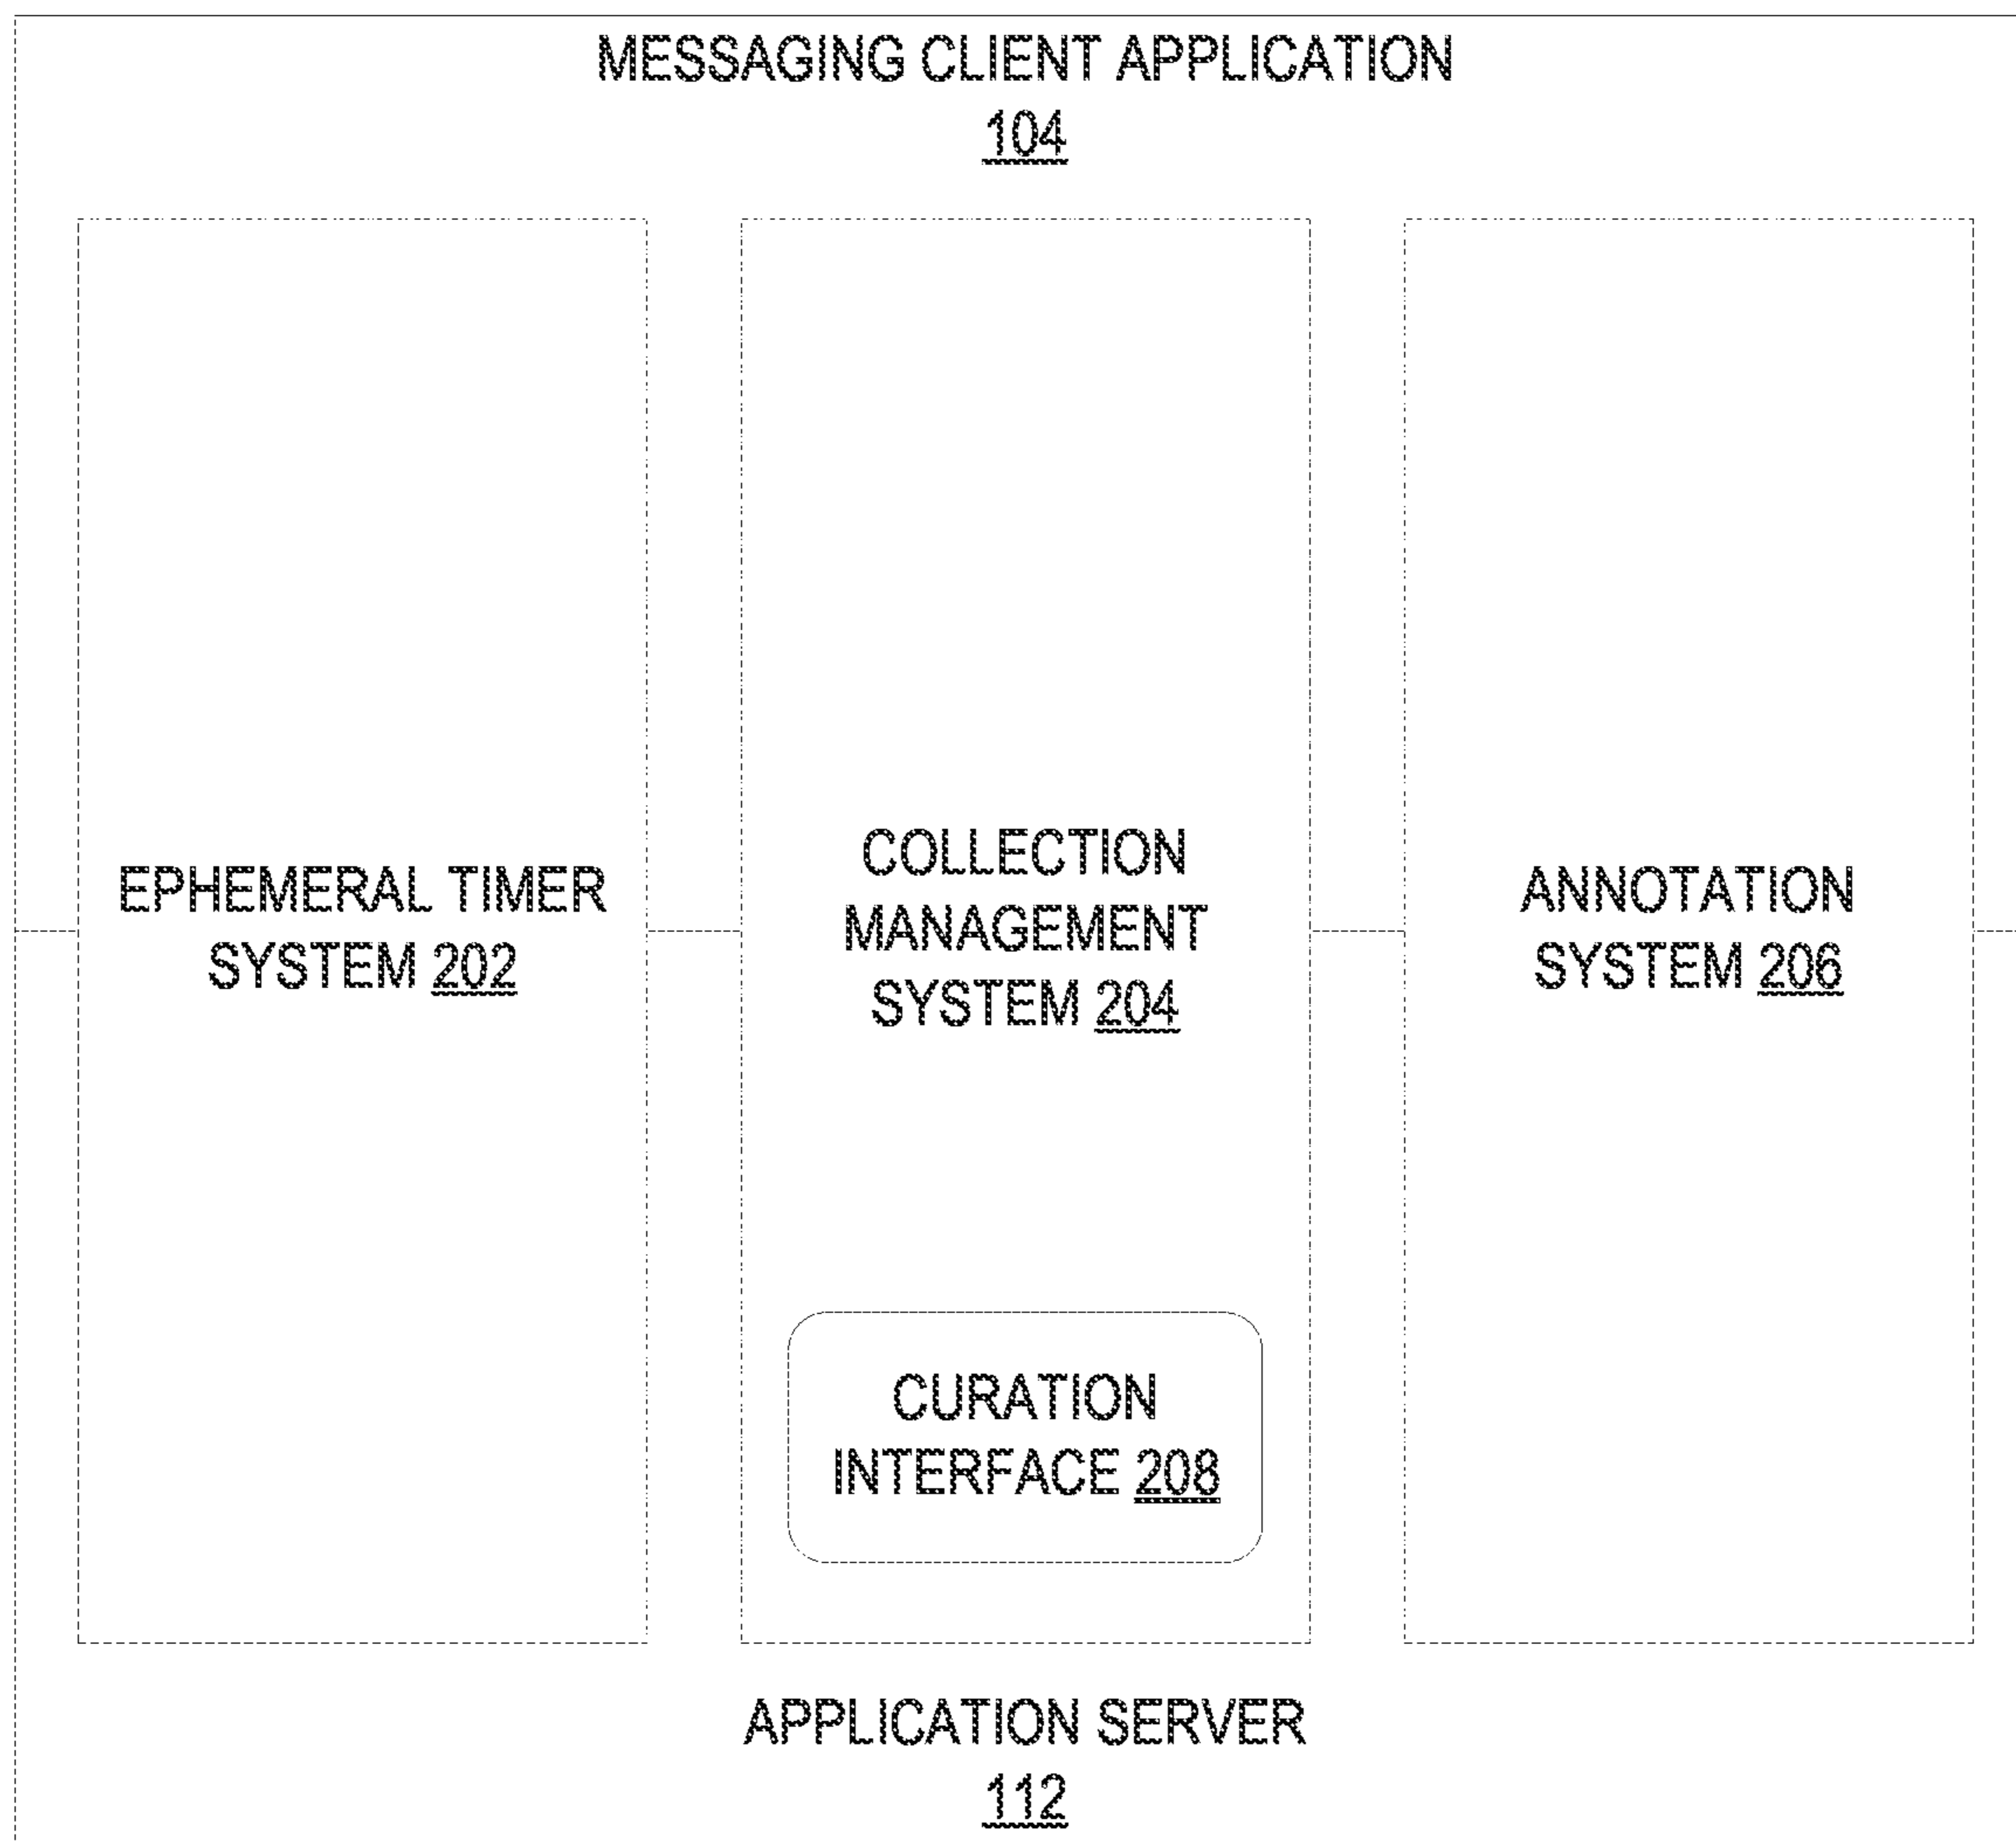 MESSAGING CLIENT APPLICATION
104
EPHEMERAL TIMER
SYSTEM 202
COLLECTION
MANAGEMENT
SYSTEM 204
ANNOTATION
SYSTEM 206
CURATION
INTERFACE 208
APPLICATION SERVER
112